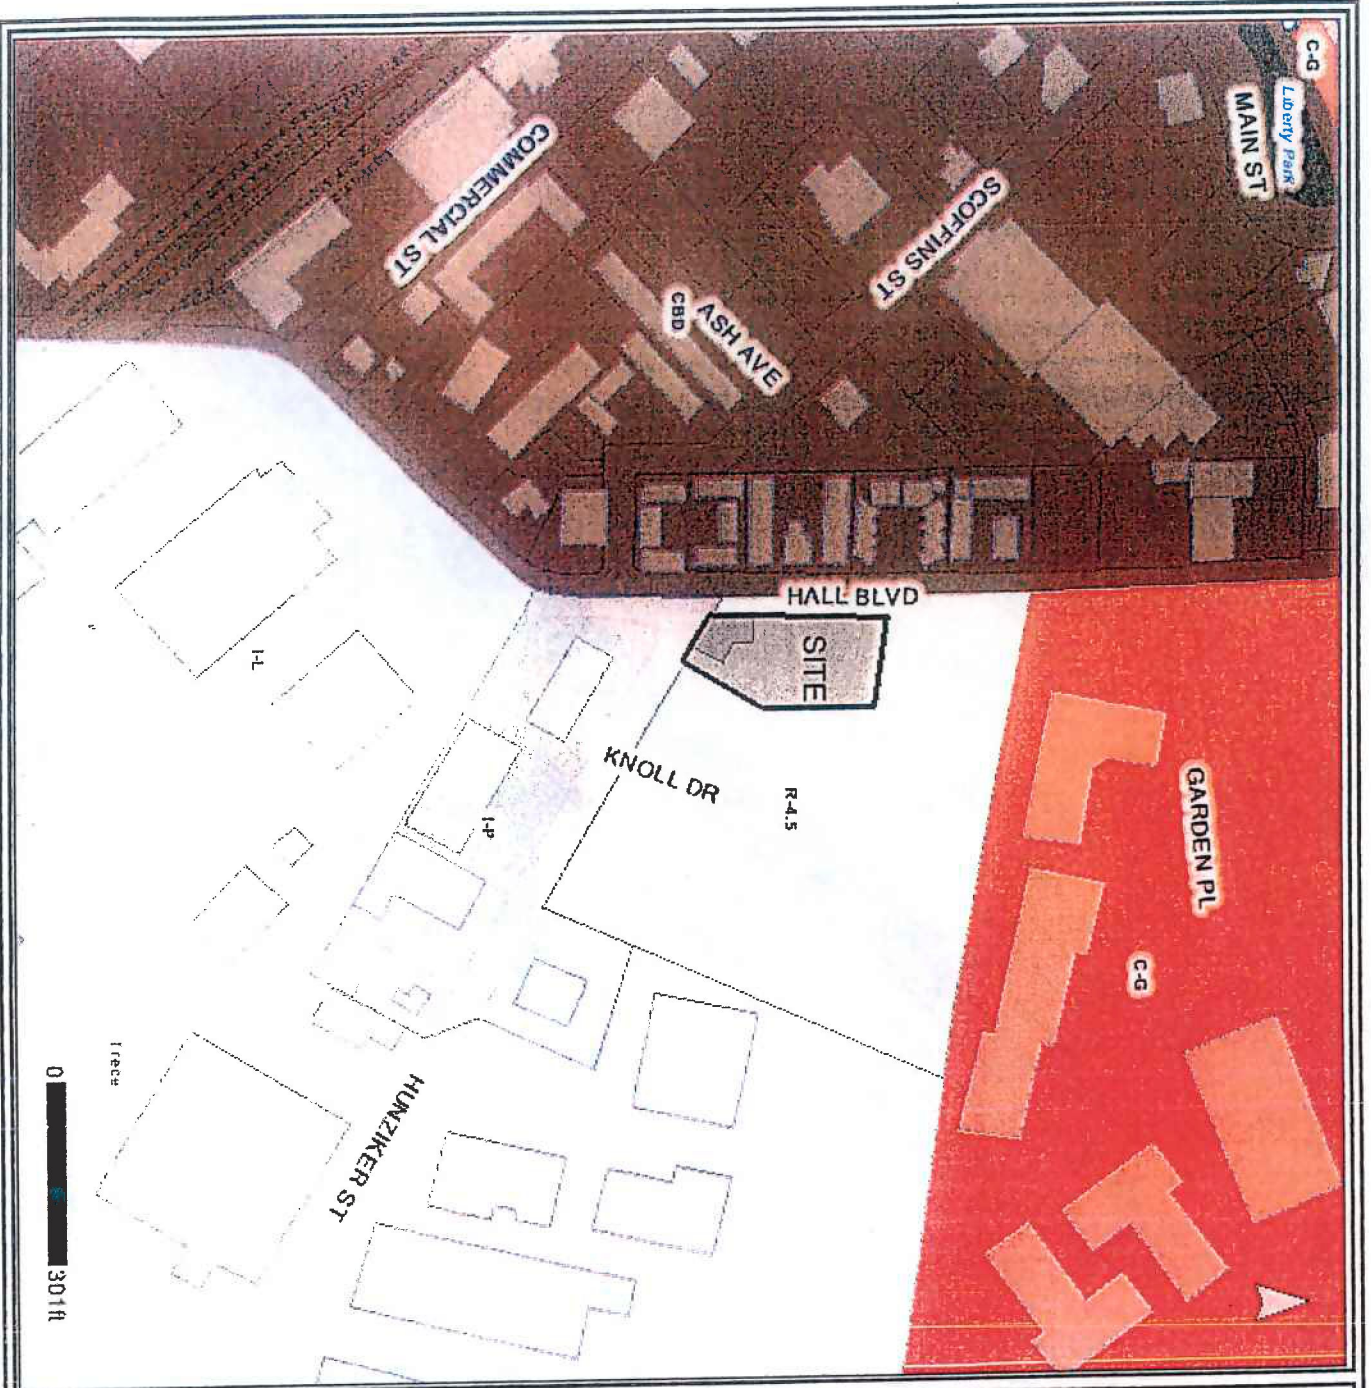 C-G
Liberty Park
MAIN ST
SCOFFINS ST
COMMERCIAL ST
ASH AVE
CBD
HALL BLVD
SITE
KNOLL DR
R-4.5
GARDEN PL
C-G
I-L
I-P
HUNZIKER ST
0
301ft